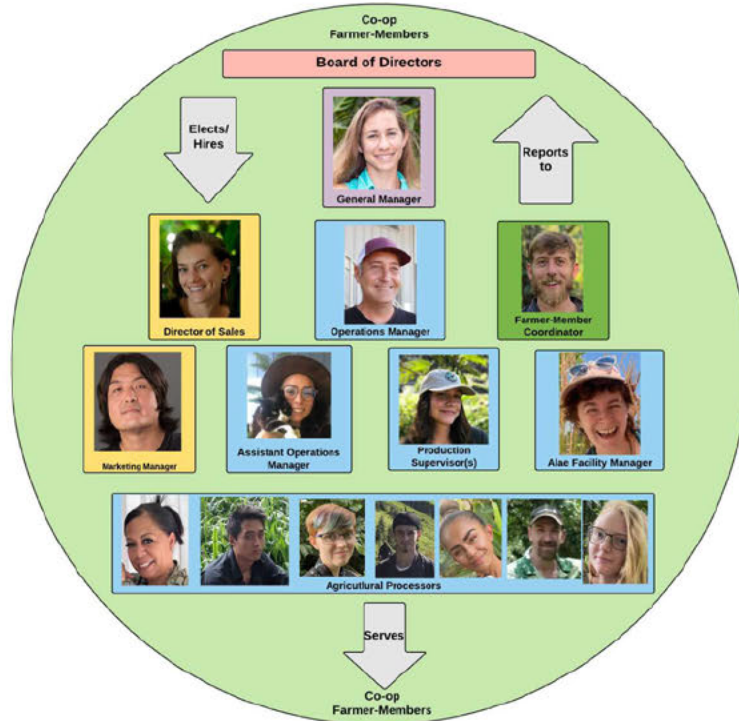 Co-op
Farmer-Members
Board of Directors
Elects/
Hires
Reports
to
General Manager
Director of Sales
Operations Manager
Farmer-Member
Coordinator
Marketing Manager
Assistant Operations
Manager
Production
Supervisor(s)
Alae Facility Manager
Agricutlural Processors
Serves
Co-op
Farmer-Members